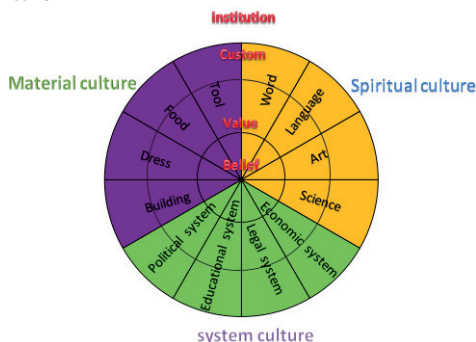 Institution
Custom
Material culture
Spiritual culture
Tool
Word
Food
Language
Value
Dress
Art
Belief
Building
Science
Political system
Educational system
Legal system
Economic system
system culture